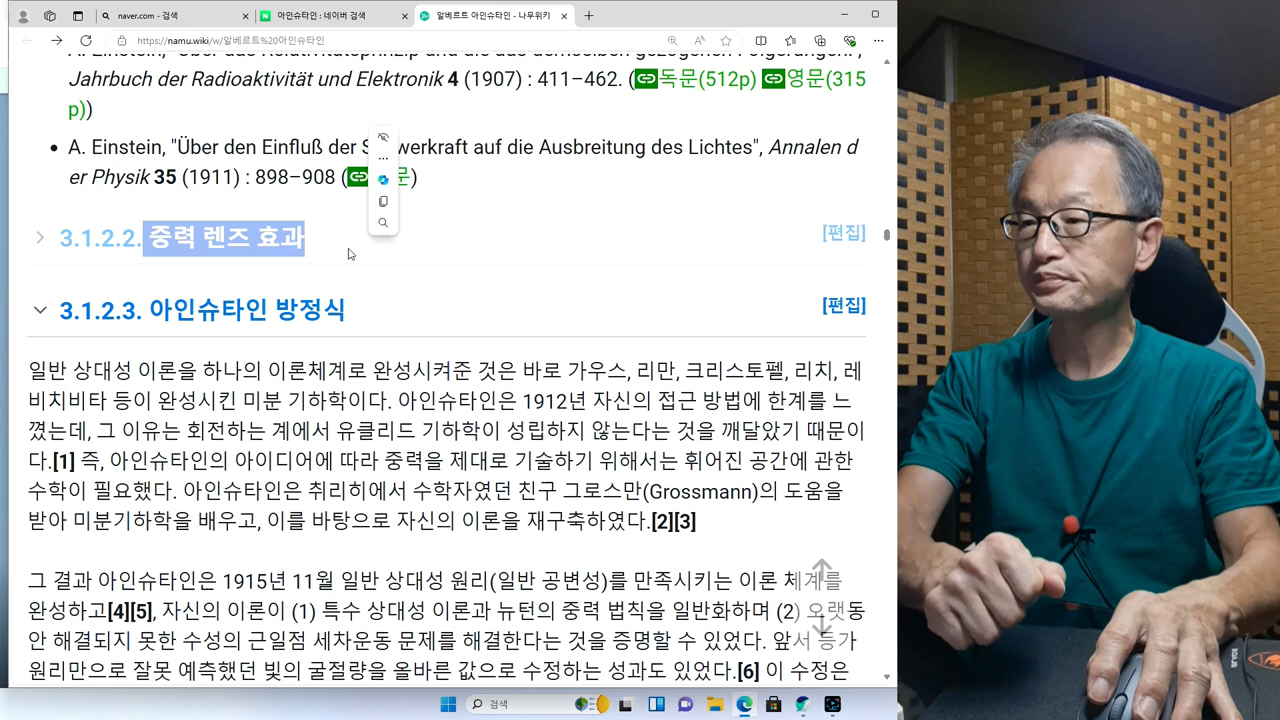 naver.com - 검색
아인슈타인 : 네이버 검색
알베르트 아인슈타인 - 나무위키
https://namu.wiki/w/알베르트%20아인슈타인
Jahrbuch der Radioaktivität und Elektronik 4 (1907) : 411–462. (독문(512p) 영문(315
p))
A. Einstein, "Über den Einfluß der S werkraft auf die Ausbreitung des Lichtes", Annalen d
er Physik 35 (1911) : 898–908 (문)
3.1.2.2. 중력 렌즈 효과
[편집]
3.1.2.3. 아인슈타인 방정식
[편집]
일반 상대성 이론을 하나의 이론체계로 완성시켜준 것은 바로 가우스, 리만, 크리스토펠, 리치, 레
비치비타 등이 완성시킨 미분 기하학이다. 아인슈타인은 1912년 자신의 접근 방법에 한계를 느
꼈는데, 그 이유는 회전하는 계에서 유클리드 기하학이 성립하지 않는다는 것을 깨달았기 때문이
다.[1] 즉, 아인슈타인의 아이디어에 따라 중력을 제대로 기술하기 위해서는 휘어진 공간에 관한
수학이 필요했다. 아인슈타인은 취리히에서 수학자였던 친구 그로스만(Grossmann)의 도움을
받아 미분기하학을 배우고, 이를 바탕으로 자신의 이론을 재구축하였다.[2][3]
그 결과 아인슈타인은 1915년 11월 일반 상대성 원리(일반 공변성)를 만족시키는 이론 체계를
완성하고[4][5], 자신의 이론이 (1) 특수 상대성 이론과 뉴턴의 중력 법칙을 일반화하며 (2) 오랫동
안 해결되지 못한 수성의 근일점 세차운동 문제를 해결한다는 것을 증명할 수 있었다. 앞서 등가
원리만으로 잘못 예측했던 빛의 굴절량을 올바른 값으로 수정하는 성과도 있었다.[6] 이 수정은
검색
ASUS